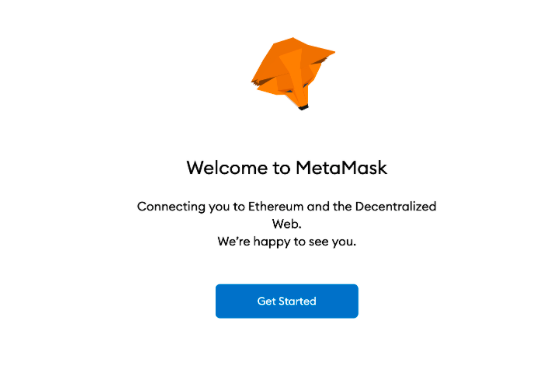 Welcome to MetaMask
Connecting you to Ethereum and the Decentralized
Web.
We're happy to see you.
Get Started